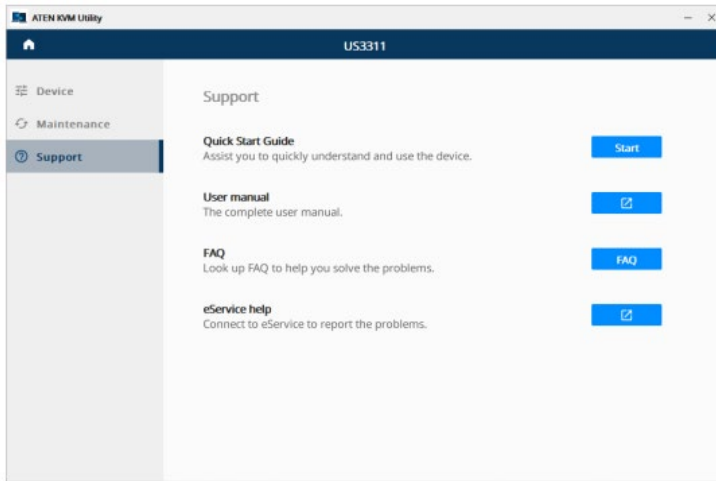 ATEN KVM Utility
US3311
Device
Maintenance
Support
Support
Quick Start Guide
Assist you to quickly understand and use the device.
Start
User manual
The complete user manual.
FAQ
Look up FAQ to help you solve the problems.
FAQ
eService help
Connect to eService to report the problems.